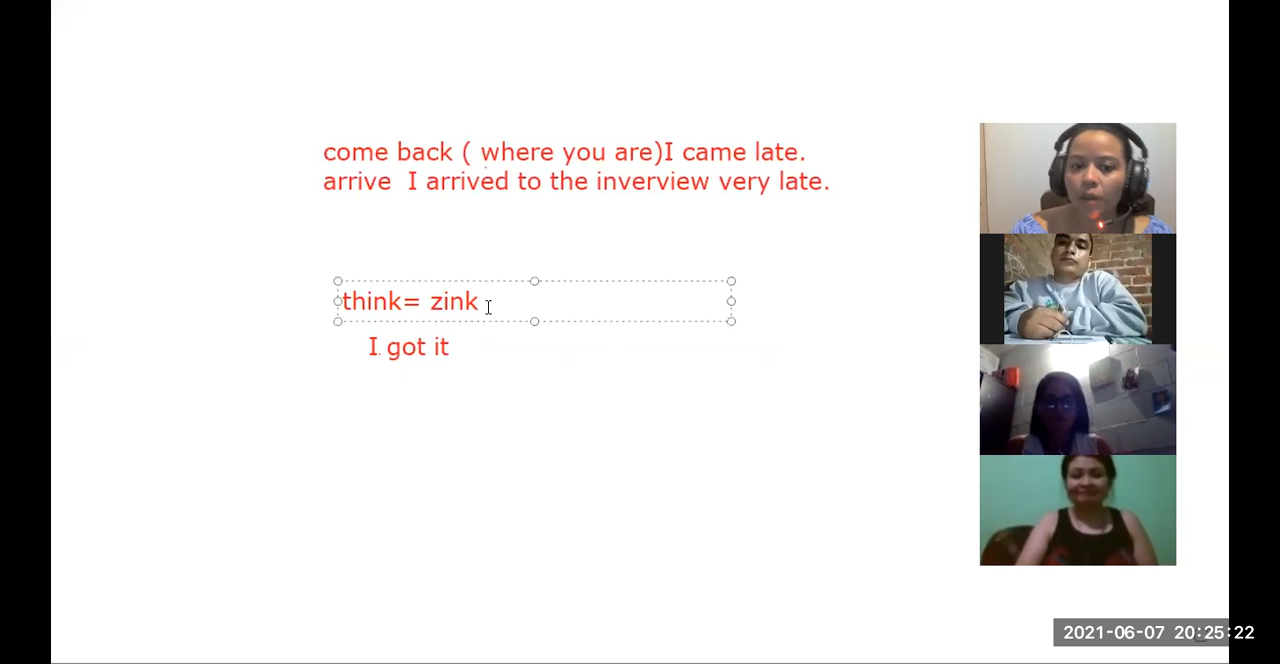 come back ( where you are)I came late.
arrive  I arrived to the inverview very late.
think= zink
I got it
2021-06-07 20:25:22